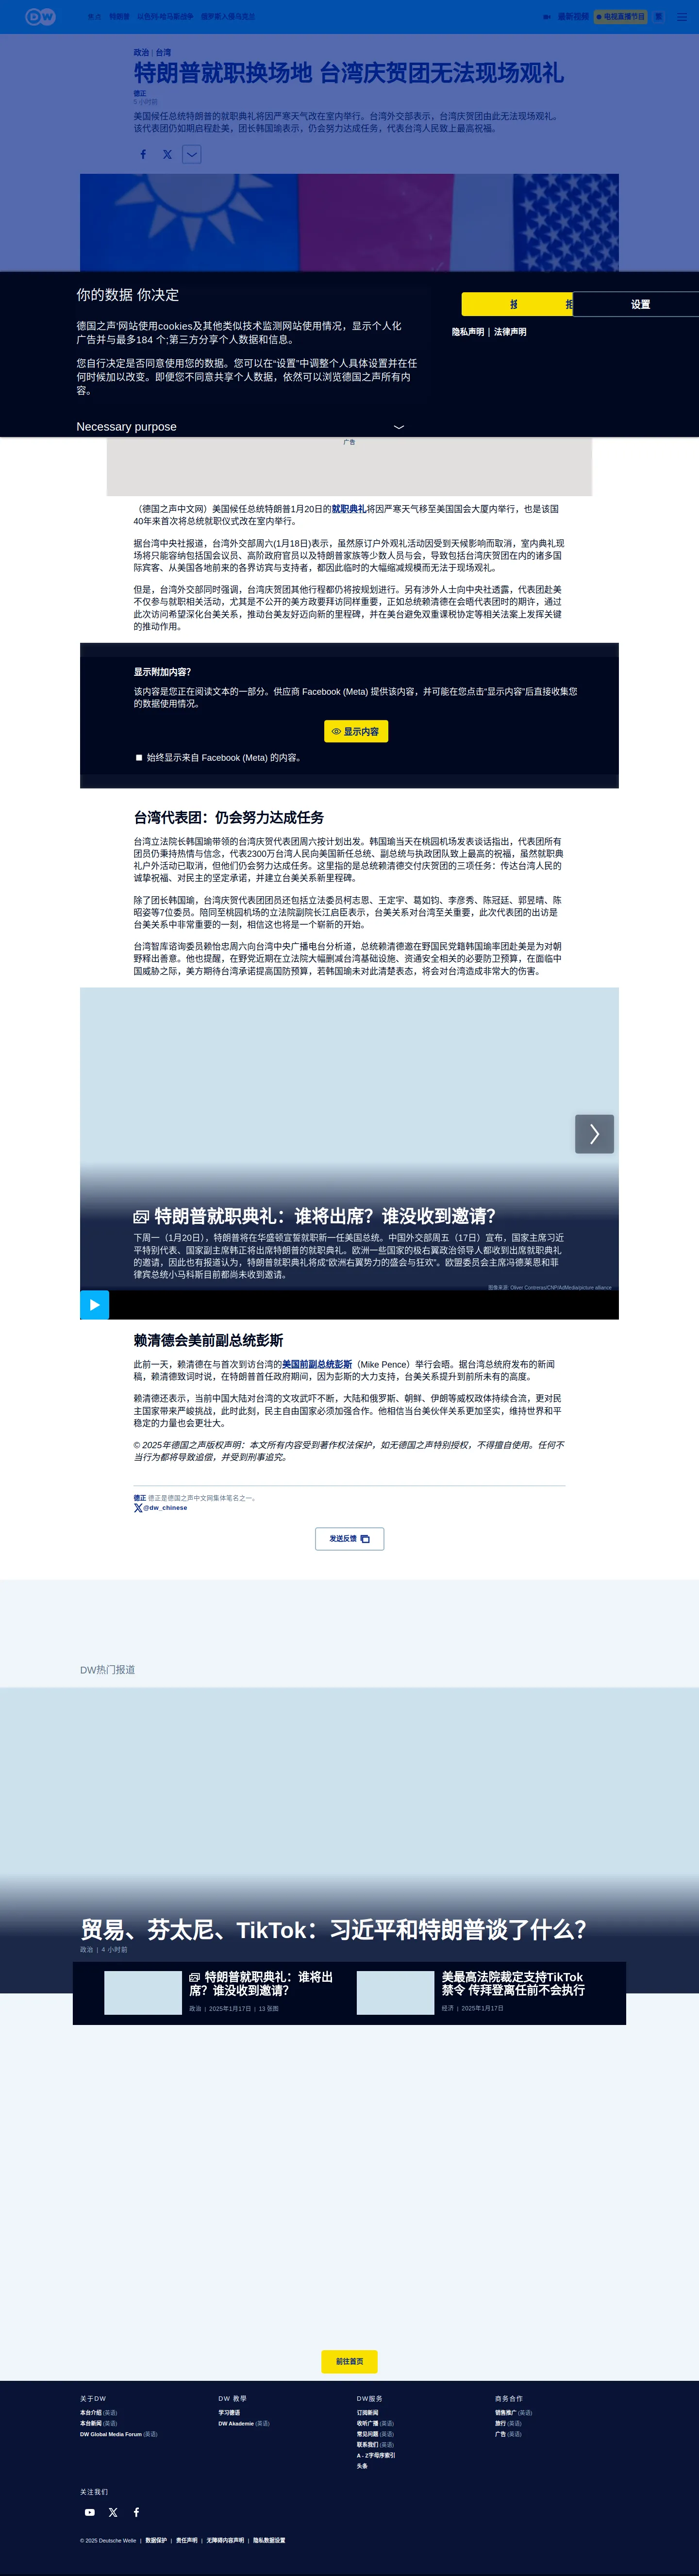 DW
焦点 特朗普 以色列-哈马斯战争 俄罗斯入侵乌克兰
最新视频
电视直播节目
繁
政治 | 台湾
特朗普就职换场地 台湾庆贺团无法现场观礼
德正
5 小时前
美国候任总统特朗普的就职典礼将因严寒天气改在室内举行。台湾外交部表示，台湾庆贺团由此无法现场观礼。
该代表团仍如期启程赴美，团长韩国瑜表示，仍会努力达成任务，代表台湾人民致上最高祝福。
你的数据 你决定
德国之声'网站使用cookies及其他类似技术监测网站使用情况，显示个人化
广告并与最多184 个;第三方分享个人数据和信息。
您自行决定是否同意使用您的数据。您可以在“设置”中调整个人具体设置并在任
何时候加以改变。即便您不同意共享个人数据，依然可以浏览德国之声所有内
容。
设置
隐私声明 | 法律声明
Necessary purpose
广告
（德国之声中文网）美国候任总统特朗普1月20日的就职典礼将因严寒天气移至美国国会大厦内举行，也是该国
40年来首次将总统就职仪式改在室内举行。
据台湾中央社报道，台湾外交部周六(1月18日)表示，虽然原订户外观礼活动因受到天候影响而取消，室内典礼现
场将只能容纳包括国会议员、高阶政府官员以及特朗普家族等少数人员与会，导致包括台湾庆贺团在内的诸多国
际宾客、从美国各地前来的各界访宾与支持者，都因此临时的大幅缩减规模而无法于现场观礼。
但是，台湾外交部同时强调，台湾庆贺团其他行程都仍将按规划进行。另有涉外人士向中央社透露，代表团赴美
不仅参与就职相关活动，尤其是不公开的美方政要拜访同样重要，正如总统赖清德在会晤代表团时的期许，通过
此次访问希望深化台美关系，推动台美友好迈向新的里程碑，并在美台避免双重课税协定等相关法案上发挥关键
的推动作用。
显示附加内容？
该内容是您正在阅读文本的一部分。供应商 Facebook (Meta) 提供该内容，并可能在您点击“显示内容”后直接收集您
的数据使用情况。
显示内容
始终显示来自 Facebook (Meta) 的内容。
台湾代表团：仍会努力达成任务
台湾立法院长韩国瑜带领的台湾庆贺代表团周六按计划出发。韩国瑜当天在桃园机场发表谈话指出，代表团所有
团员仍秉持热情与信念，代表2300万台湾人民向美国新任总统、副总统与执政团队致上最高的祝福，虽然就职典
礼户外活动已取消，但他们仍会努力达成任务。这里指的是总统赖清德交付庆贺团的三项任务：传达台湾人民的
诚挚祝福、对民主的坚定承诺，并建立台美关系新里程碑。
除了团长韩国瑜，台湾庆贺代表团团员还包括立法委员柯志恩、王定宇、葛如钧、李彦秀、陈冠廷、郭昱晴、陈
昭姿等7位委员。陪同至桃园机场的立法院副院长江启臣表示，台美关系对台湾至关重要，此次代表团的出访是
台美关系中非常重要的一刻，相信这也将是一个崭新的开始。
台湾智库谘询委员赖怡忠周六向台湾中央广播电台分析道，总统赖清德邀在野国民党籍韩国瑜率团赴美是为对朝
野释出善意。他也提醒，在野党近期在立法院大幅删减台湾基础设施、资通安全相关的必要防卫预算，在面临中
国威胁之际，美方期待台湾承诺提高国防预算，若韩国瑜未对此清楚表态，将会对台湾造成非常大的伤害。
特朗普就职典礼：谁将出席？谁没收到邀请？
下周一（1月20日），特朗普将在华盛顿宣誓就职新一任美国总统。中国外交部周五（17日）宣布，国家主席习近
平特别代表、国家副主席韩正将出席特朗普的就职典礼。欧洲一些国家的极右翼政治领导人都收到出席就职典礼
的邀请，因此也有报道认为，特朗普就职典礼将成“欧洲右翼势力的盛会与狂欢”。欧盟委员会主席冯德莱恩和菲
律宾总统小马科斯目前都尚未收到邀请。
图像来源: Oliver Contreras/CNP/AdMedia/picture alliance
赖清德会美前副总统彭斯
此前一天，赖清德在与首次到访台湾的美国前副总统彭斯（Mike Pence）举行会晤。据台湾总统府发布的新闻
稿，赖清德致词时说，在特朗普首任政府期间，因为彭斯的大力支持，台美关系提升到前所未有的高度。
赖清德还表示，当前中国大陆对台湾的文攻武吓不断，大陆和俄罗斯、朝鲜、伊朗等威权政体持续合流，更对民
主国家带来严峻挑战，此时此刻，民主自由国家必须加强合作。他相信当台美伙伴关系更加坚实，维持世界和平
稳定的力量也会更壮大。
© 2025年德国之声版权声明：本文所有内容受到著作权法保护，如无德国之声特别授权，不得擅自使用。任何不
当行为都将导致追偿，并受到刑事追究。
德正 德正是德国之声中文网集体笔名之一。
@dw_chinese
发送反馈
DW热门报道
贸易、芬太尼、TikTok：习近平和特朗普谈了什么？
政治 | 4 小时前
特朗普就职典礼：谁将出
席？谁没收到邀请？
政治 | 2025年1月17日 | 13 张图
美最高法院裁定支持TikTok
禁令 传拜登离任前不会执行
经济 | 2025年1月17日
前往首页
关于DW
本台介绍 (英语)
本台新闻 (英语)
DW Global Media Forum (英语)
DW 教學
学习德语
DW Akademie (英语)
DW服务
订阅新闻
收听广播 (英语)
常见问题 (英语)
联系我们 (英语)
A - Z字母序索引
头条
商务合作
销售推广 (英语)
旅行 (英语)
广告 (英语)
关注我们
© 2025 Deutsche Welle | 数据保护 | 责任声明 | 无障碍内容声明 | 隐私数据设置